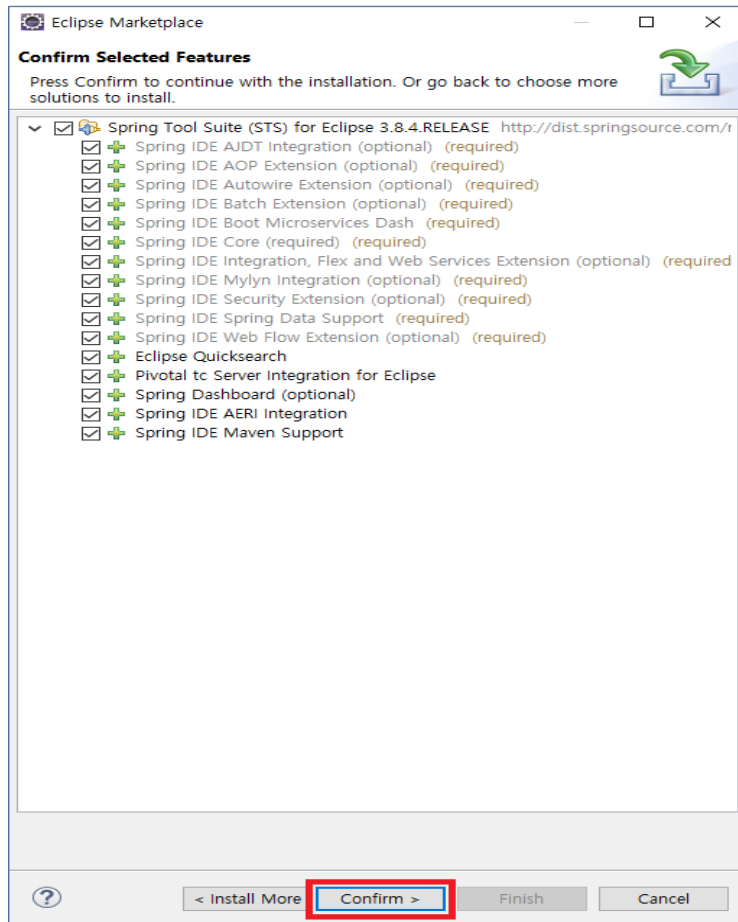 Eclipse Marketplace
Confirm Selected Features
Press Confirm to continue with the installation. Or go back to choose more
solutions to install.
Spring Tool Suite (STS) for Eclipse 3.8.4.RELEASE http://dist.springsource.com/r
Spring IDE AJDT Integration (optional) (required)
Spring IDE AOP Extension (optional) (required)
Spring IDE Autowire Extension (optional) (required)
Spring IDE Batch Extension (optional) (required)
Spring IDE Boot Microservices Dash (required)
Spring IDE Core (required) (required)
Spring IDE Integration, Flex and Web Services Extension (optional) (required
Spring IDE Mylyn Integration (optional) (required)
Spring IDE Security Extension (optional) (required)
Spring IDE Spring Data Support (required)
Spring IDE Web Flow Extension (optional) (required)
Eclipse Quicksearch
Pivotal tc Server Integration for Eclipse
Spring Dashboard (optional)
Spring IDE AERI Integration
Spring IDE Maven Support
? < Install More Confirm > Finish Cancel